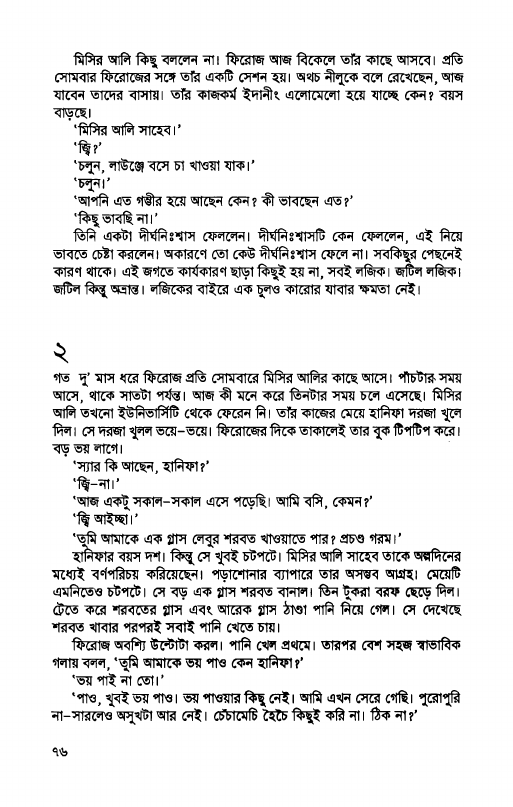 মিসির আলি কিছু বললেন না। ফিরোজ আজ বিকেলে তাঁর কাছে আসবে। প্রতি
সোমবার ফিরোজের সঙ্গে তাঁর একটি সেশন হয়। অথচ নীলুকে বলে রেখেছেন, আজ
যাবেন তাদের বাসায়। তাঁর কাজকর্ম ইদানীং এলোমেলো হয়ে যাচ্ছে কেন? বয়স
বাড়ছে।
‘মিসির আলি সাহেব।’
‘জ্বি?’
‘চলুন, লাউঞ্জে বসে চা খাওয়া যাক।’
‘চলুন।’
‘আপনি এত গম্ভীর হয়ে আছেন কেন? কী ভাবছেন এত?’
‘কিছু ভাবছি না।’
তিনি একটা দীর্ঘনিঃশ্বাস ফেললেন। দীর্ঘনিঃশ্বাসটি কেন ফেললেন, এই নিয়ে
ভাবতে চেষ্টা করলেন। অকারণে তো কেউ দীর্ঘনিঃশ্বাস ফেলে না। সবকিছুর পেছনেই
কারণ থাকে। এই জগতে কার্যকারণ ছাড়া কিছুই হয় না, সবই লজিক। জটিল লজিক।
জটিল কিন্তু অভ্রান্ত। লজিকের বাইরে এক চুলও কারোর যাবার ক্ষমতা নেই।
২
গত দু’ মাস ধরে ফিরোজ প্রতি সোমবারে মিসির আলির কাছে আসে। পাঁচটার সময়
আসে, থাকে সাতটা পর্যন্ত। আজ কী মনে করে তিনটার সময় চলে এসেছে। মিসির
আলি তখনো ইউনিভার্সিটি থেকে ফেরেন নি। তাঁর কাজের মেয়ে হানিফা দরজা খুলে
দিল। সে দরজা খুলল ভয়ে-ভয়ে। ফিরোজের দিকে তাকালেই তার বুক টিপটিপ করে।
বড় ভয় লাগে।
‘স্যার কি আছেন, হানিফা?’
‘জ্বি-না।’
‘আজ একটু সকাল-সকাল এসে পড়েছি। আমি বসি, কেমন?’
‘জ্বি আইচ্ছা।’
‘তুমি আমাকে এক গ্লাস লেবুর শরবত খাওয়াতে পার? প্রচণ্ড গরম।’
হানিফার বয়স দশ। কিন্তু সে খুবই চটপটে। মিসির আলি সাহেব তাকে অল্পদিনের
মধ্যেই বর্ণপরিচয় করিয়েছেন। পড়াশোনার ব্যাপারে তার অসম্ভব আগ্রহ। মেয়েটি
এমনিতেও চটপটে। সে বড় এক গ্লাস শরবত বানাল। তিন টুকরা বরফ ছেড়ে দিল।
ট্রেতে করে শরবতের গ্লাস এবং আরেক গ্লাস ঠাণ্ডা পানি নিয়ে গেল। সে দেখেছে
শরবত খাবার পরপরই সবাই পানি খেতে চায়।
ফিরোজ অবশ্যি উল্টোটা করল। পানি খেল প্রথমে। তারপর বেশ সহজ স্বাভাবিক
গলায় বলল, ‘তুমি আমাকে ভয় পাও কেন হানিফা?’
‘ভয় পাই না তো।’
‘পাও, খুবই ভয় পাও। ভয় পাওয়ার কিছু নেই। আমি এখন সেরে গেছি। পুরোপুরি
না-সারলেও অসুখটা আর নেই। চেঁচামেচি হৈচৈ কিছুই করি না। ঠিক না?’
৭৬